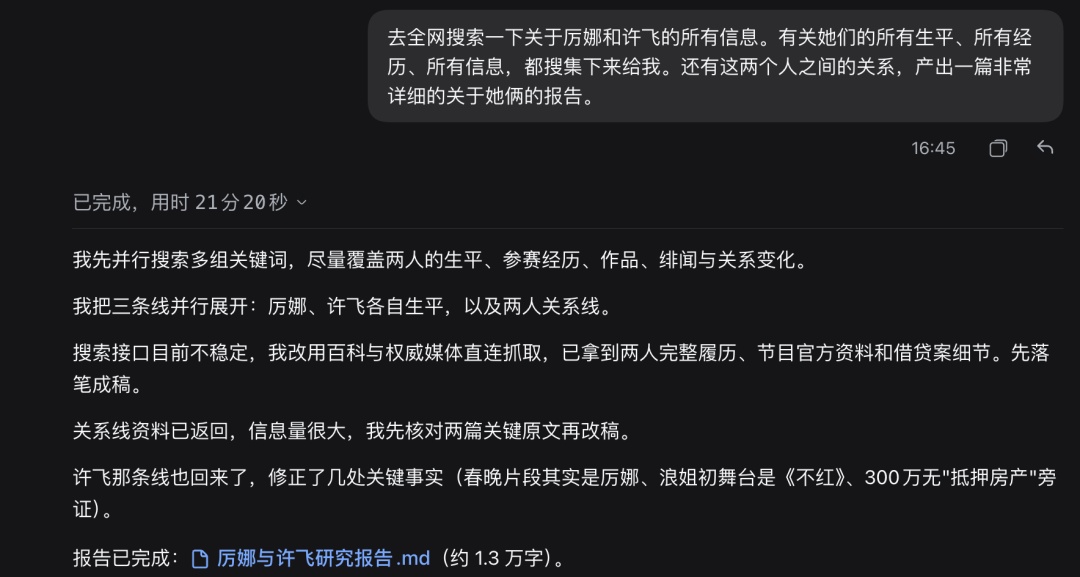 去全网搜索一下关于厉娜和许飞的所有信息。有关她们的所有生平、所有经
历、所有信息，都搜集下来给我。还有这两个人之间的关系，产出一篇非常
详细的关于她俩的报告。
16:45
已完成，用时 21分20秒
我先并行搜索多组关键词，尽量覆盖两人的生平、参赛经历、作品、绯闻与关系变化。
我把三条线并行展开：厉娜、许飞各自生平，以及两人关系线。
搜索接口目前不稳定，我改用百科与权威媒体直连抓取，已拿到两人完整履历、节目官方资料和借贷案细节。先落
笔成稿。
关系线资料已返回，信息量很大，我先核对两篇关键原文再改稿。
许飞那条线也回来了，修正了几处关键事实（春晚片段其实是厉娜、浪姐初舞台是《不红》、300万无"抵押房产"旁
证）。
报告已完成： 厉娜与许飞研究报告.md（约 1.3 万字）。